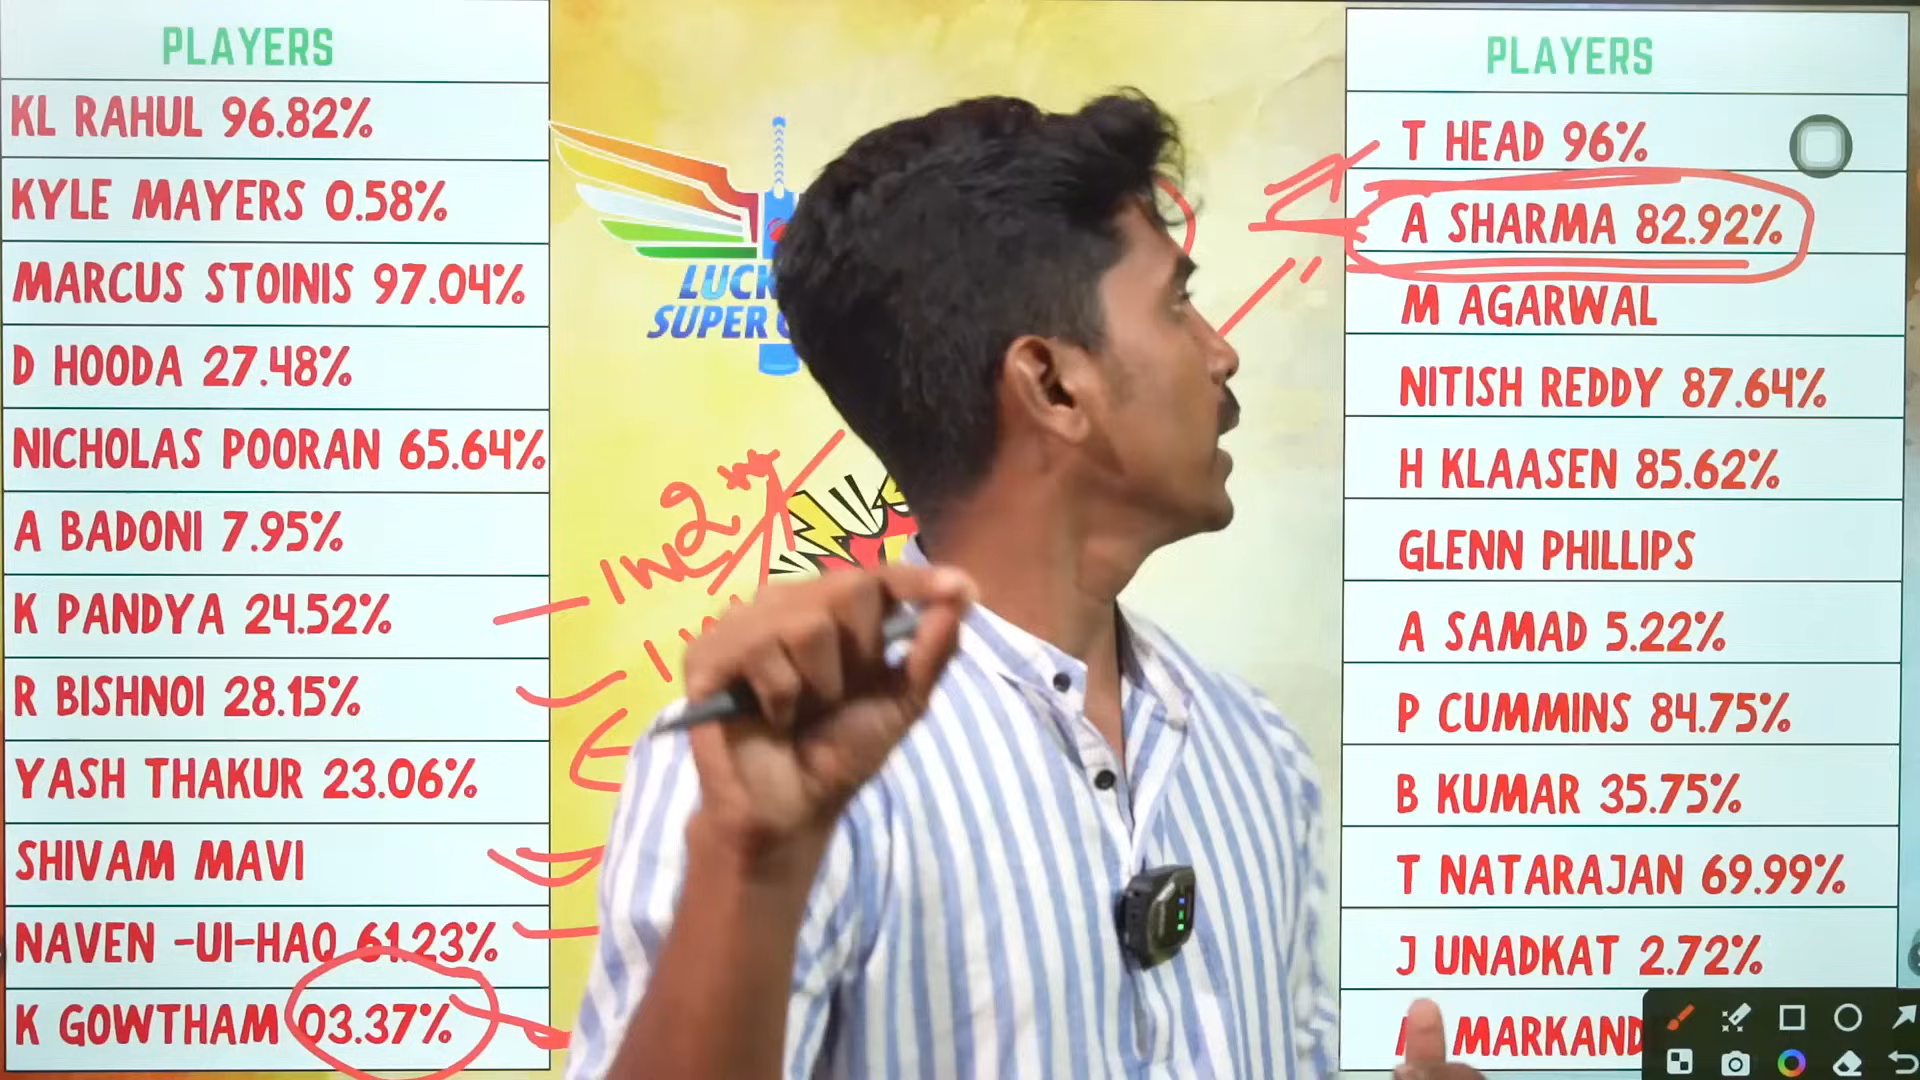 PLAYERS
KL RAHUL 96.82%
KYLE MAYERS 0.58%
MARCUS STOINIS 97.04%
D HOODA 27.48%
NICHOLAS POORAN 65.64%
A BADONI 7.95%
K PANDYA 24.52%
R BISHNOI 28.15%
YASH THAKUR 23.06%
SHIVAM MAVI
NAVEN -UI-HAQ 61.23%
K GOWTHAM 03.37%
SUPER
PLAYERS
T HEAD 96%
A SHARMA 82.92%
M AGARWAL
NITISH REDDY 87.64%
H KLAASEN 85.62%
GLENN PHILLIPS
A SAMAD 5.22%
P CUMMINS 84.75%
B KUMAR 35.75%
T NATARAJAN 69.99%
J UNADKAT 2.72%